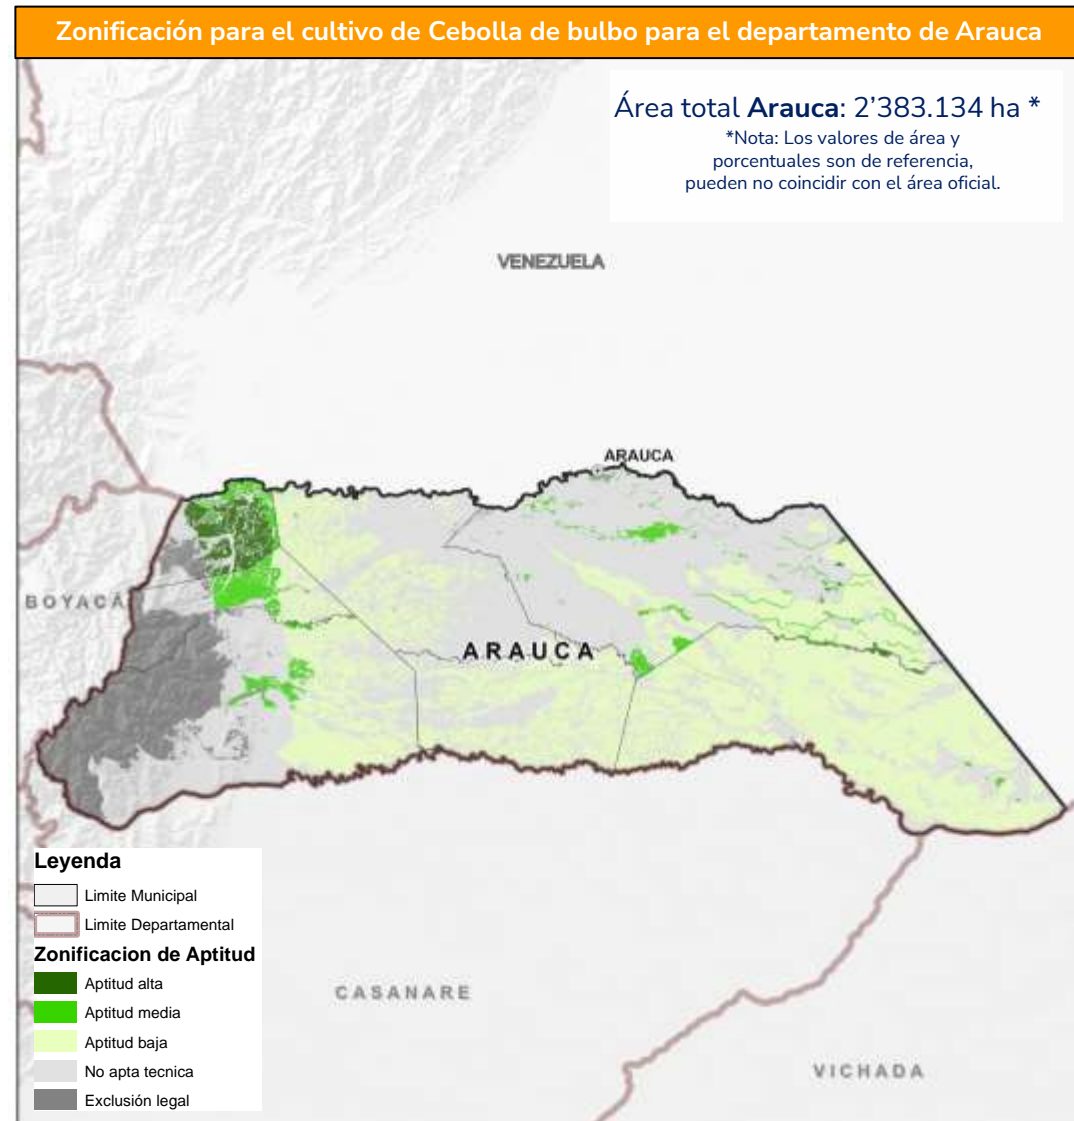 Zonificación para el cultivo de Cebolla de bulbo para el departamento de Arauca
Área total Arauca: 2’383.134 ha *
*Nota: Los valores de área y
porcentuales son de referencia,
pueden no coincidir con el área oficial.
VENEZUELA
ARAUCA
BOYACÁ
ARAUCA
Leyenda
Limite Municipal
Limite Departamental
Zonificacion de Aptitud
Aptitud alta
Aptitud media
Aptitud baja
No apta tecnica
Exclusión legal
CASANARE
VICHADA